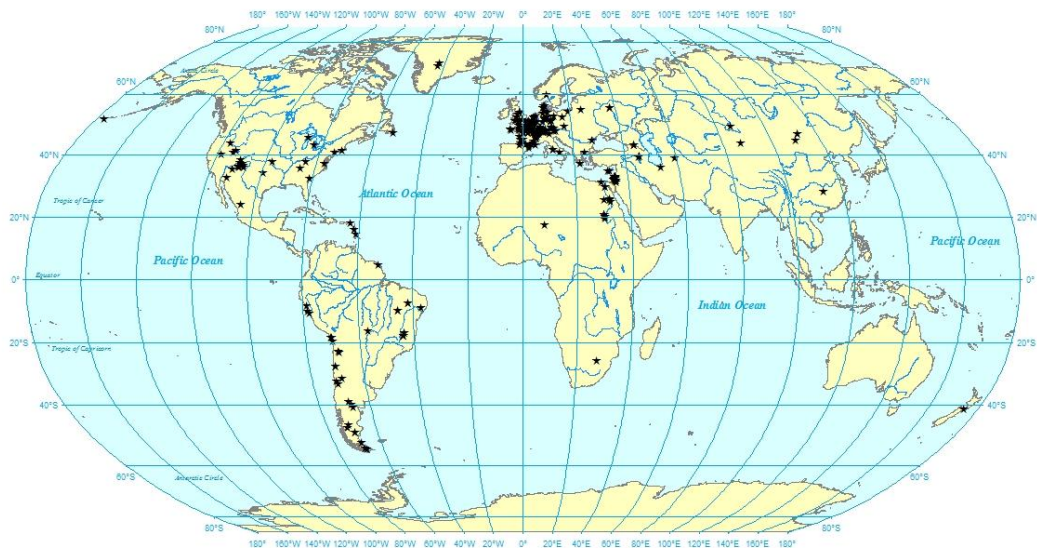 180° 160°W 140°W 120°W 100°W 80°W 60°W 40°W 20°W 0° 20°E 40°E 60°E 80°E 100°E 120°E 140°E 160°E 180°
80°N 80°N
Arctic Circle
60°N 60°N
40°N 40°N
Atlantic Ocean
Tropic of Cancer
20°N 20°N
Pacific Ocean Pacific Ocean
Equator
0° 0°
Indian Ocean
20°S 20°S
Tropic of Capricorn
40°S 40°S
60°S 60°S
Antarctic Circle
80°S 80°S
180° 160°W 140°W 120°W 100°W 80°W 60°W 40°W 20°W 0° 20°E 40°E 60°E 80°E 100°E 120°E 140°E 160°E 180°